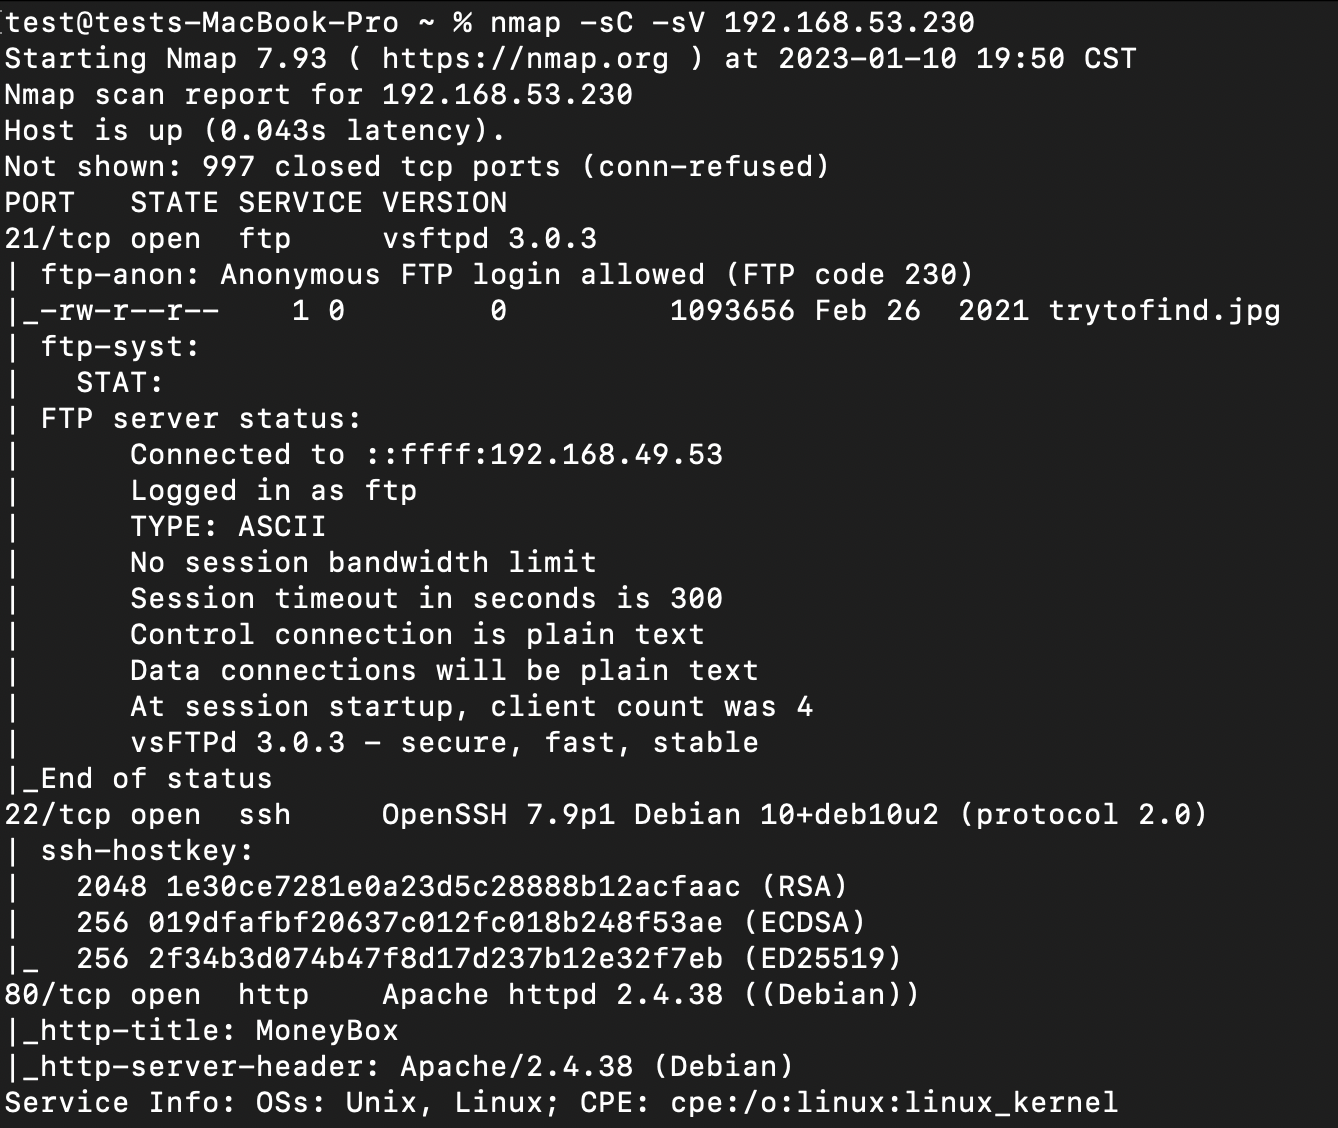 test@tests-MacBook-Pro ~ % nmap -sC -sV 192.168.53.230
Starting Nmap 7.93 ( https://nmap.org ) at 2023-01-10 19:50 CST
Nmap scan report for 192.168.53.230
Host is up (0.043s latency).
Not shown: 997 closed tcp ports (conn-refused)
PORT   STATE SERVICE VERSION
21/tcp open  ftp     vsftpd 3.0.3
| ftp-anon: Anonymous FTP login allowed (FTP code 230)
|_-rw-r--r--    1 0        0         1093656 Feb 26  2021 trytofind.jpg
| ftp-syst:
|   STAT:
| FTP server status:
|      Connected to ::ffff:192.168.49.53
|      Logged in as ftp
|      TYPE: ASCII
|      No session bandwidth limit
|      Session timeout in seconds is 300
|      Control connection is plain text
|      Data connections will be plain text
|      At session startup, client count was 4
|      vsFTPd 3.0.3 - secure, fast, stable
|_End of status
22/tcp open  ssh     OpenSSH 7.9p1 Debian 10+deb10u2 (protocol 2.0)
| ssh-hostkey:
|   2048 1e30ce7281e0a23d5c28888b12acfaac (RSA)
|   256 019dfafbf20637c012fc018b248f53ae (ECDSA)
|_  256 2f34b3d074b47f8d17d237b12e32f7eb (ED25519)
80/tcp open  http    Apache httpd 2.4.38 ((Debian))
|_http-title: MoneyBox
|_http-server-header: Apache/2.4.38 (Debian)
Service Info: OSs: Unix, Linux; CPE: cpe:/o:linux:linux_kernel